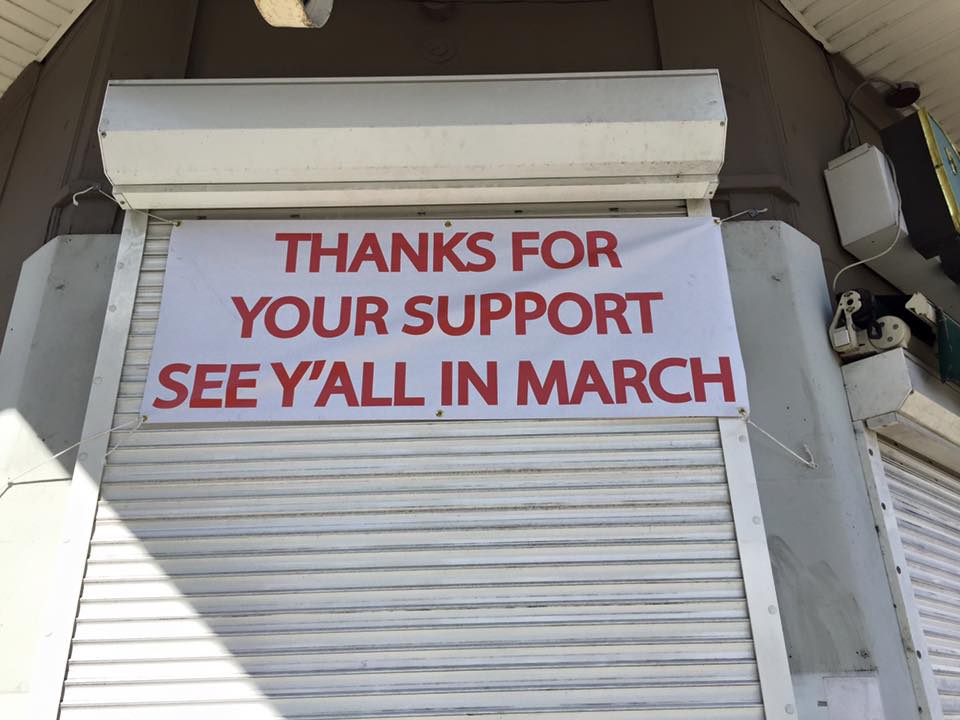 THANKS FOR
YOUR SUPPORT
SEE Y'ALL IN MARCH